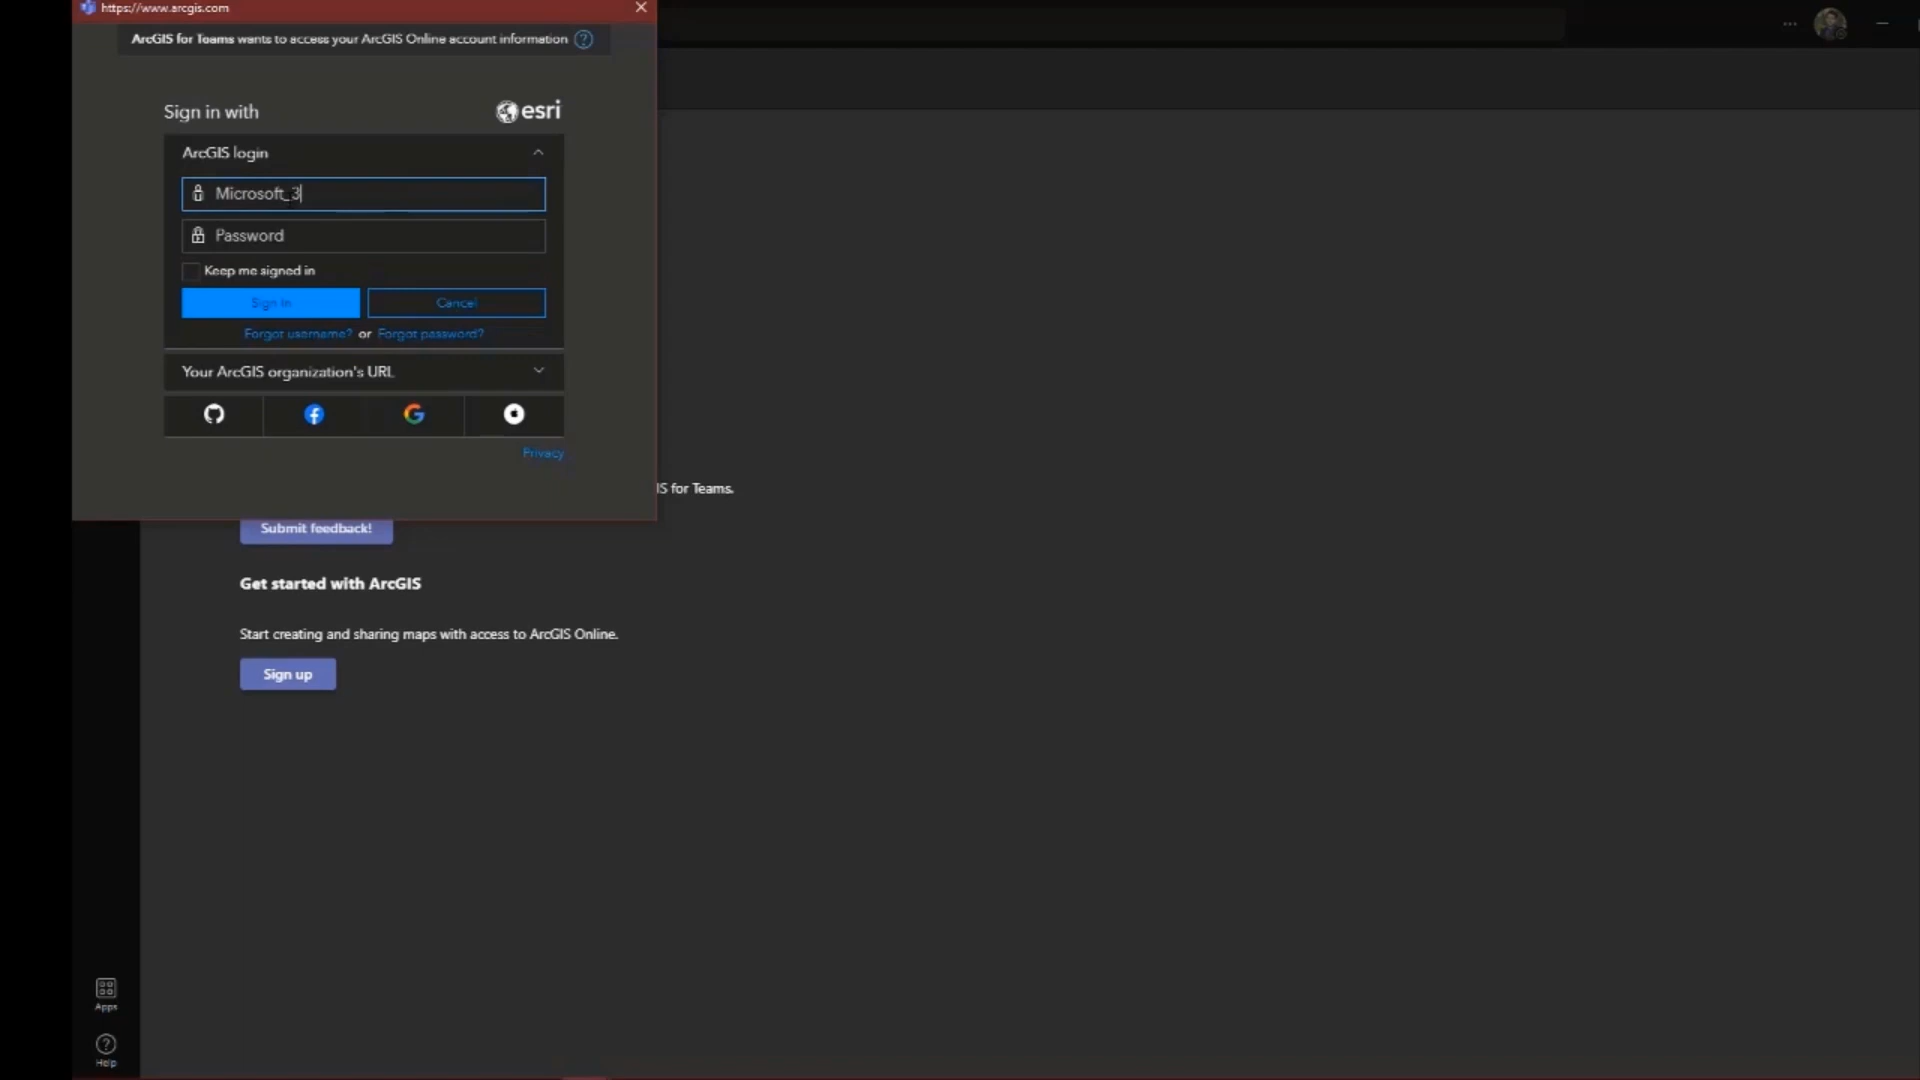 https://www.arcgis.com
ArcGIS for Teams wants to access your ArcGIS Online account information ?
Sign in with
esri
ArcGIS login
Microsoft_3
Password
Keep me signed in
Sign in
Cancel
Forgot username? or Forgot password?
Your ArcGIS organization's URL
Privacy
IS for Teams.
Submit feedback!
Get started with ArcGIS
Start creating and sharing maps with access to ArcGIS Online.
Sign up
Apps
Help